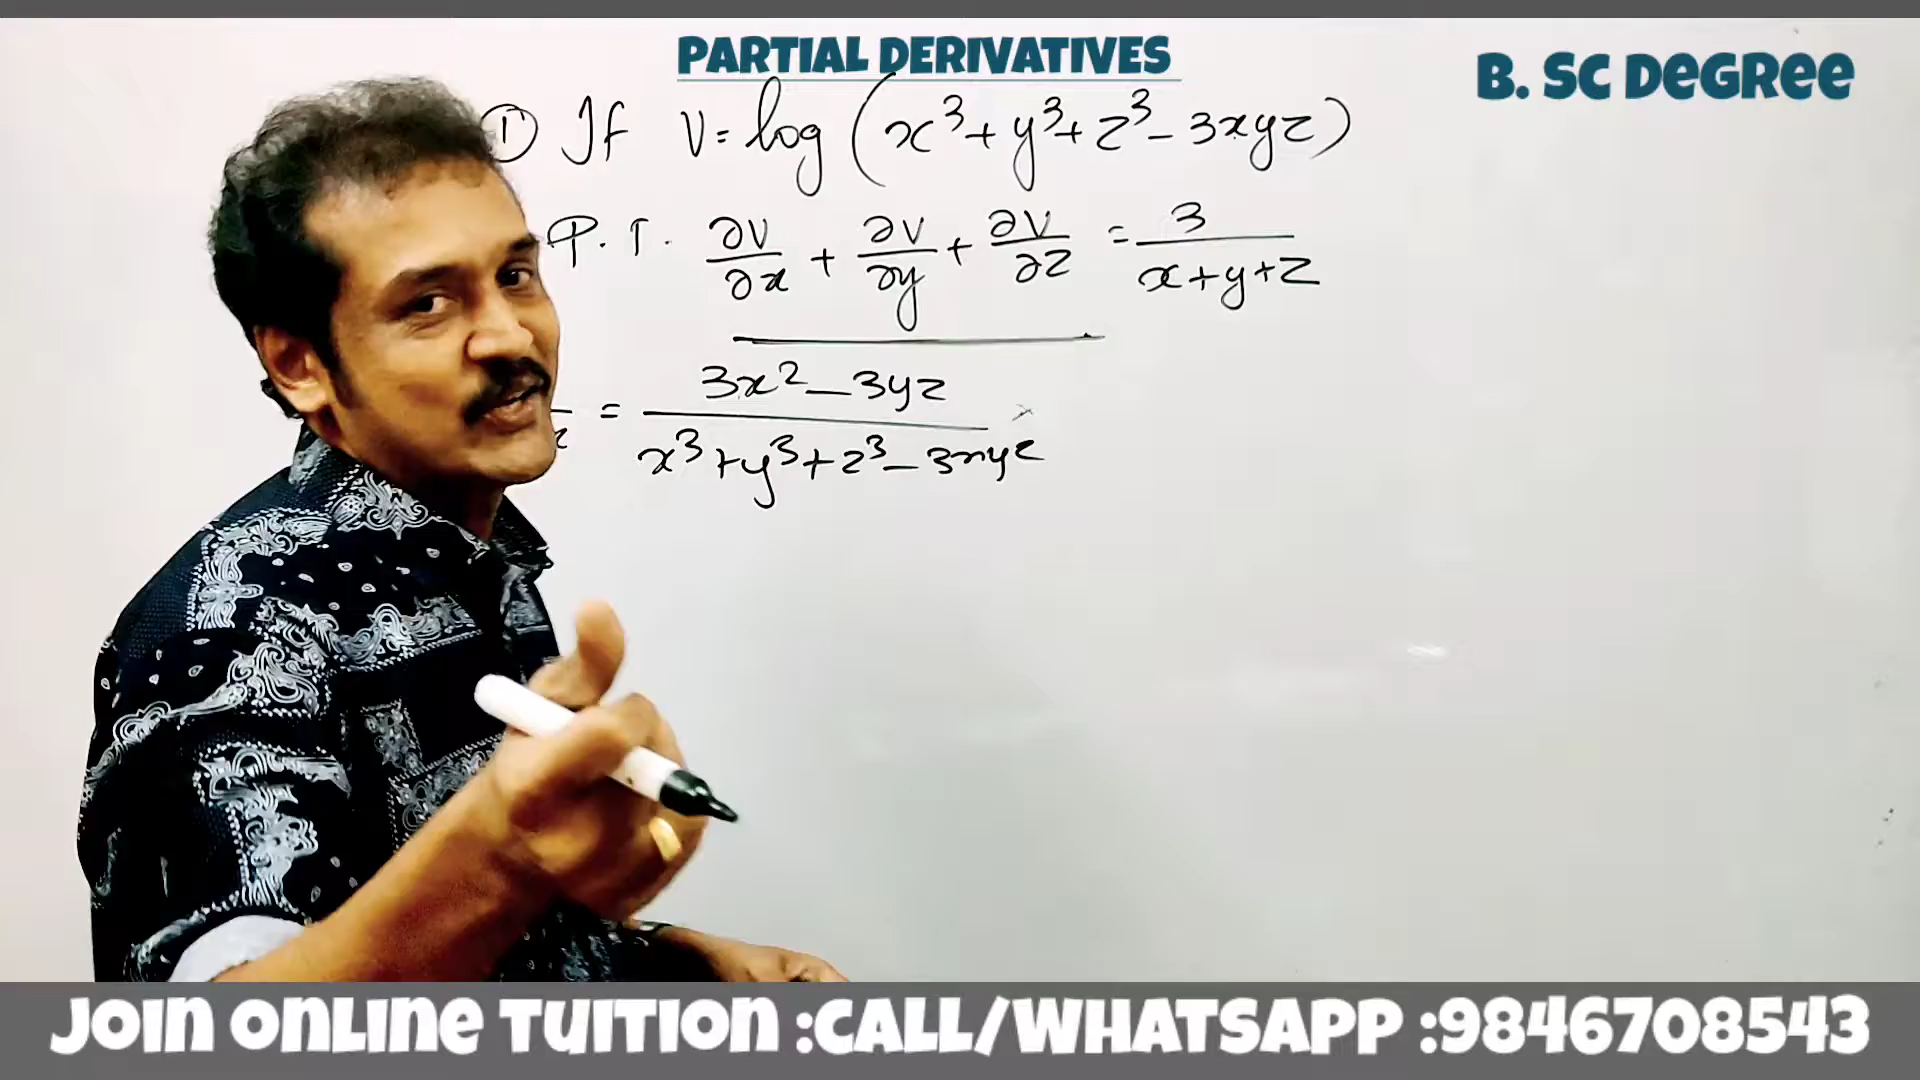 PARTIAL DERIVATIVES
B. SC DEGREE
① If V = log (x³ + y³ + z³ - 3xyz)
P.T. ∂V/∂x + ∂V/∂y + ∂V/∂z = 3/(x+y+z)
= (3x² - 3yz)/(x³ + y³ + z³ - 3xyz)
JOIN ONLINE TUITION :CALL/WHATSAPP :9846708543